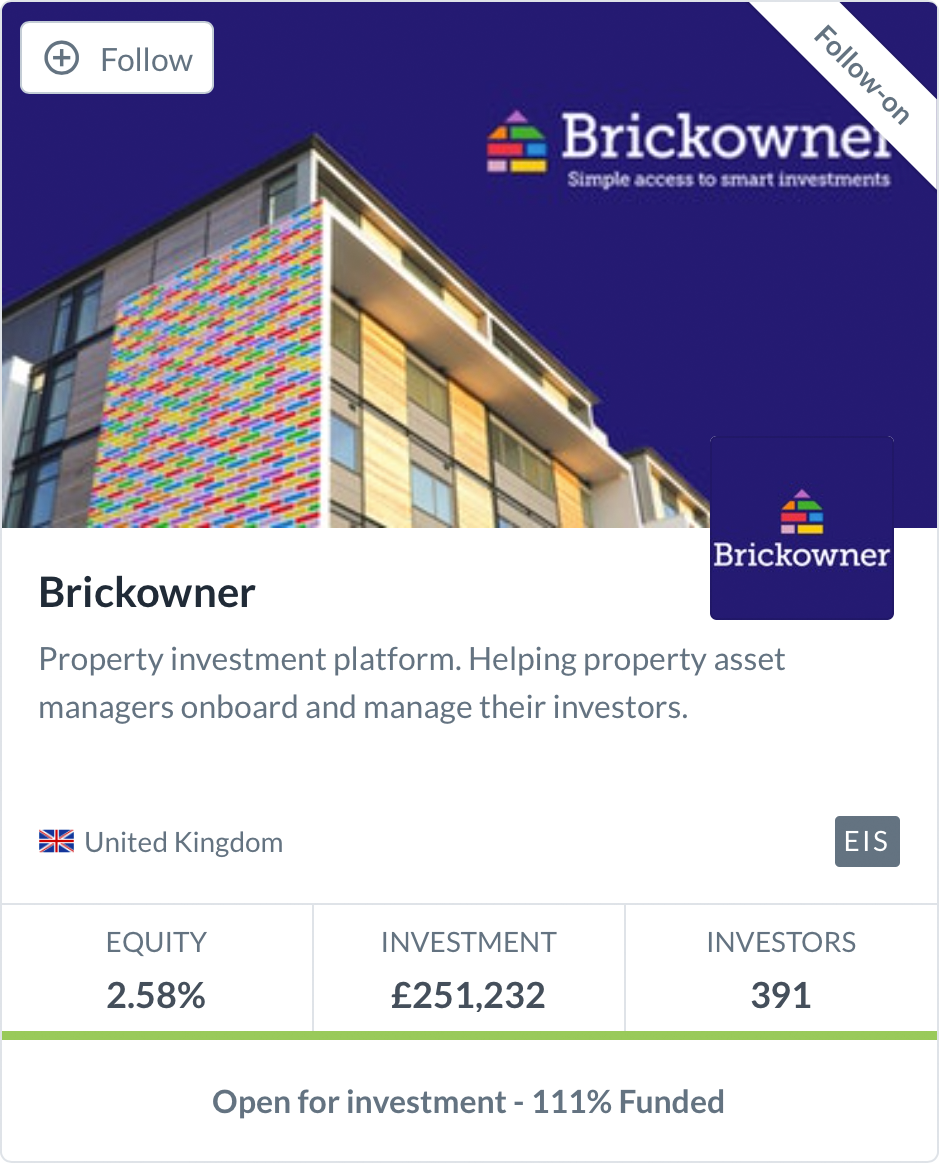 Follow
Follow-on
Brickowner
Simple access to smart investments
Brickowner
Brickowner
Property investment platform. Helping property asset
managers onboard and manage their investors.
United Kingdom
EIS
EQUITY
INVESTMENT
INVESTORS
2.58%
£251,232
391
Open for investment - 111% Funded